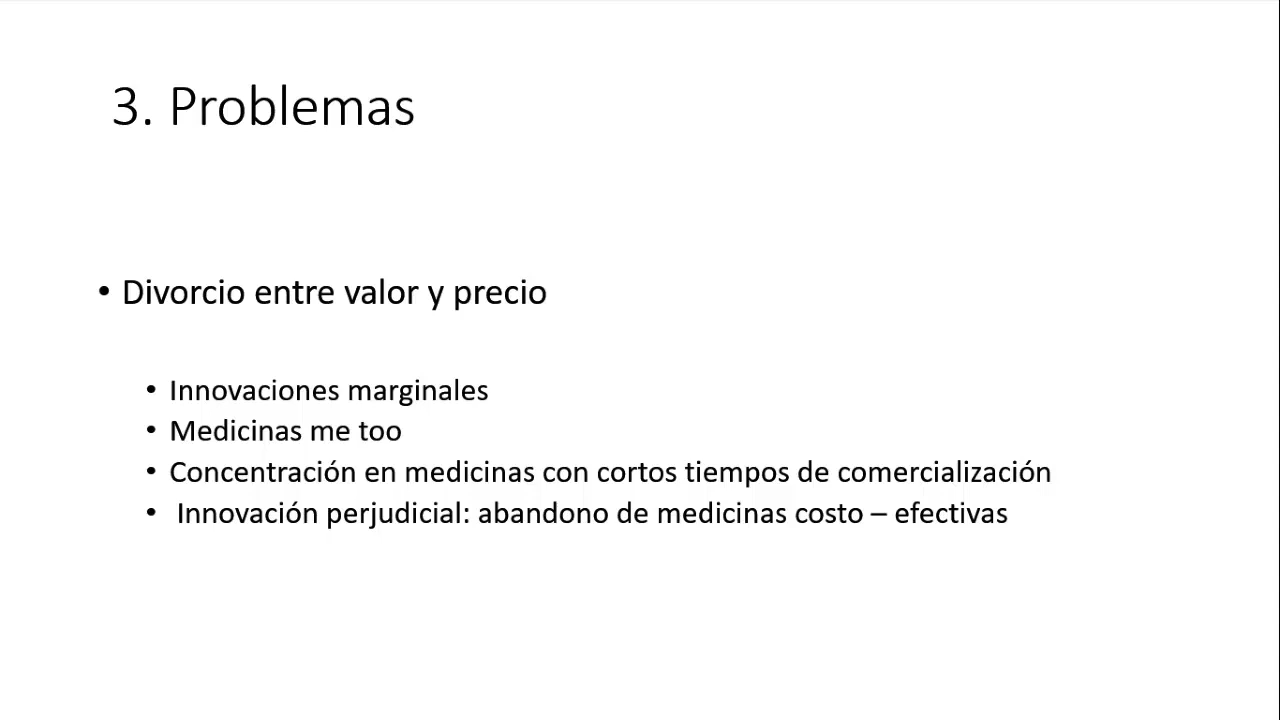 3. Problemas
• Divorcio entre valor y precio
• Innovaciones marginales
• Medicinas me too
• Concentración en medicinas con cortos tiempos de comercialización
• Innovación perjudicial: abandono de medicinas costo – efectivas